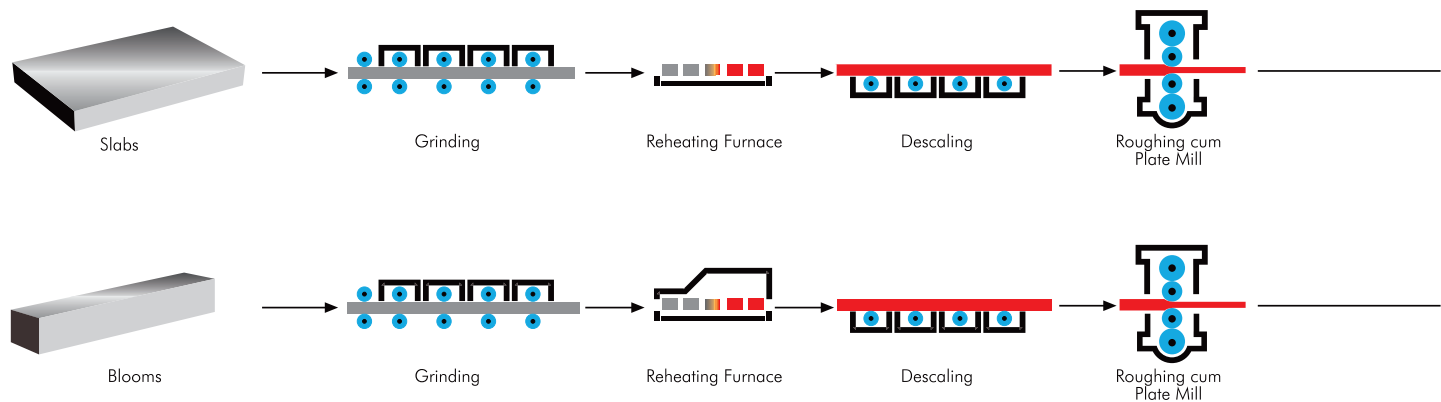 Slabs
Grinding
Reheating Furnace
Descaling
Roughing cum
Plate Mill
Blooms
Grinding
Reheating Furnace
Descaling
Roughing cum
Plate Mill